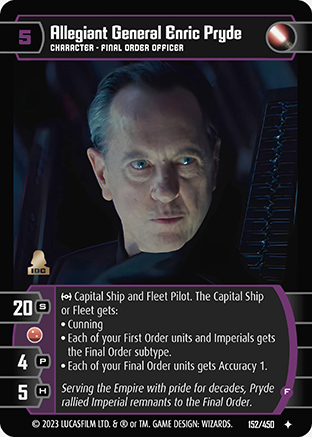 5 Allegiant General Enric Pryde
CHARACTER - FINAL ORDER OFFICER
IDC
20 S
4 P
5 H
Capital Ship and Fleet Pilot. The Capital Ship
or Fleet gets:
• Cunning
• Each of your First Order units and Imperials gets
the Final Order subtype.
• Each of your Final Order units gets Accuracy 1.
Serving the Empire with pride for decades, Pryde
rallied Imperial remnants to the Final Order.
F
© 2023 LUCASFILM LTD. & ® OR TM. GAME DESIGN: WIZARDS. 152/450